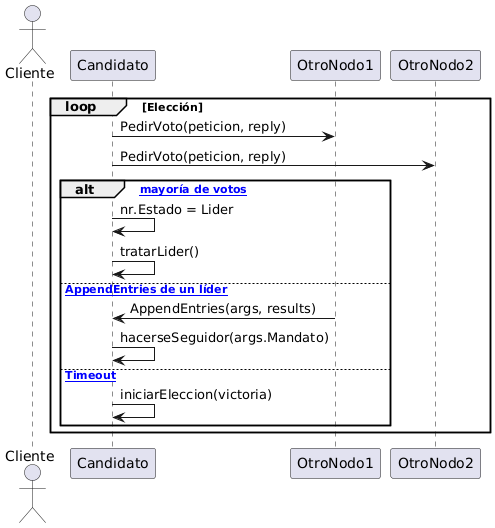 Cliente
Candidato
OtroNodo1
OtroNodo2
loop
[Elección]
PedirVoto(peticion, reply)
PedirVoto(peticion, reply)
alt
mayoría de votos
nr.Estado = Lider
tratarLider()
AppendEntries de un líder
AppendEntries(args, results)
hacerseSeguidor(args.Mandato)
Timeout
iniciarEleccion(victoria)
Cliente
Candidato
OtroNodo1
OtroNodo2